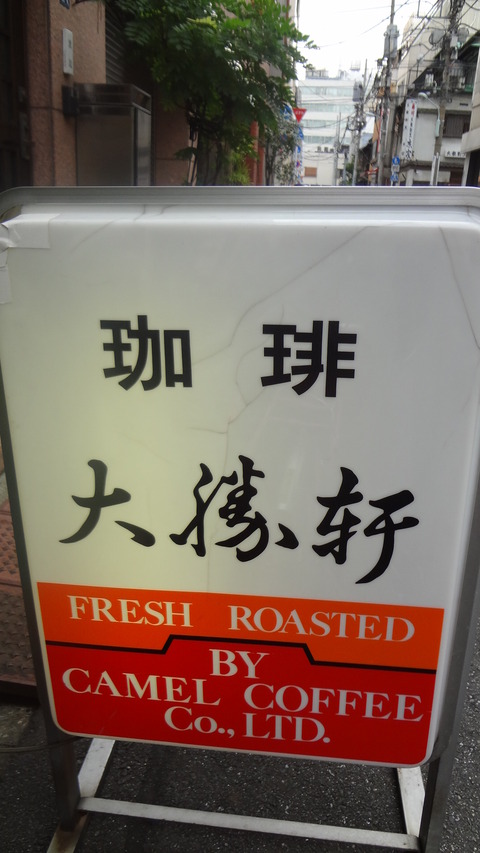 珈琲
大勝軒
FRESH ROASTED
BY
CAMEL COFFEE
Co., LTD.